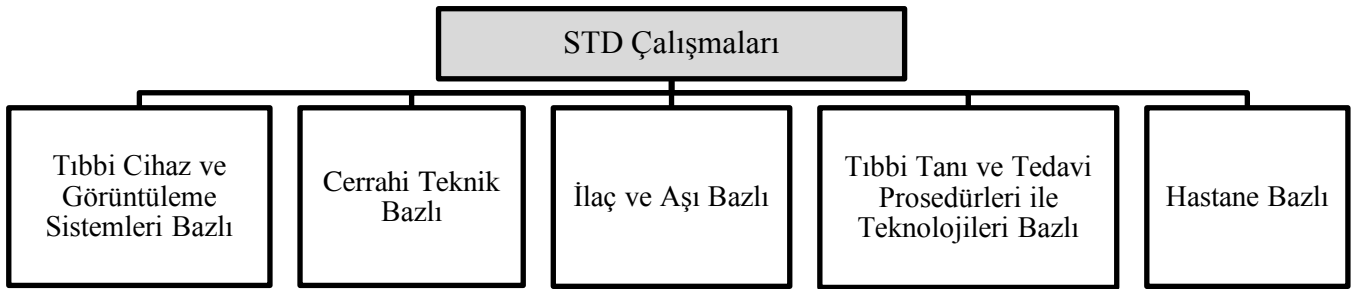 STD Çalışmaları
Tıbbi Cihaz ve
Görüntüleme
Sistemleri Bazlı
Cerrahi Teknik
Bazlı
İlaç ve Aşı Bazlı
Tıbbi Tanı ve Tedavi
Prosedürleri ile
Teknolojileri Bazlı
Hastane Bazlı